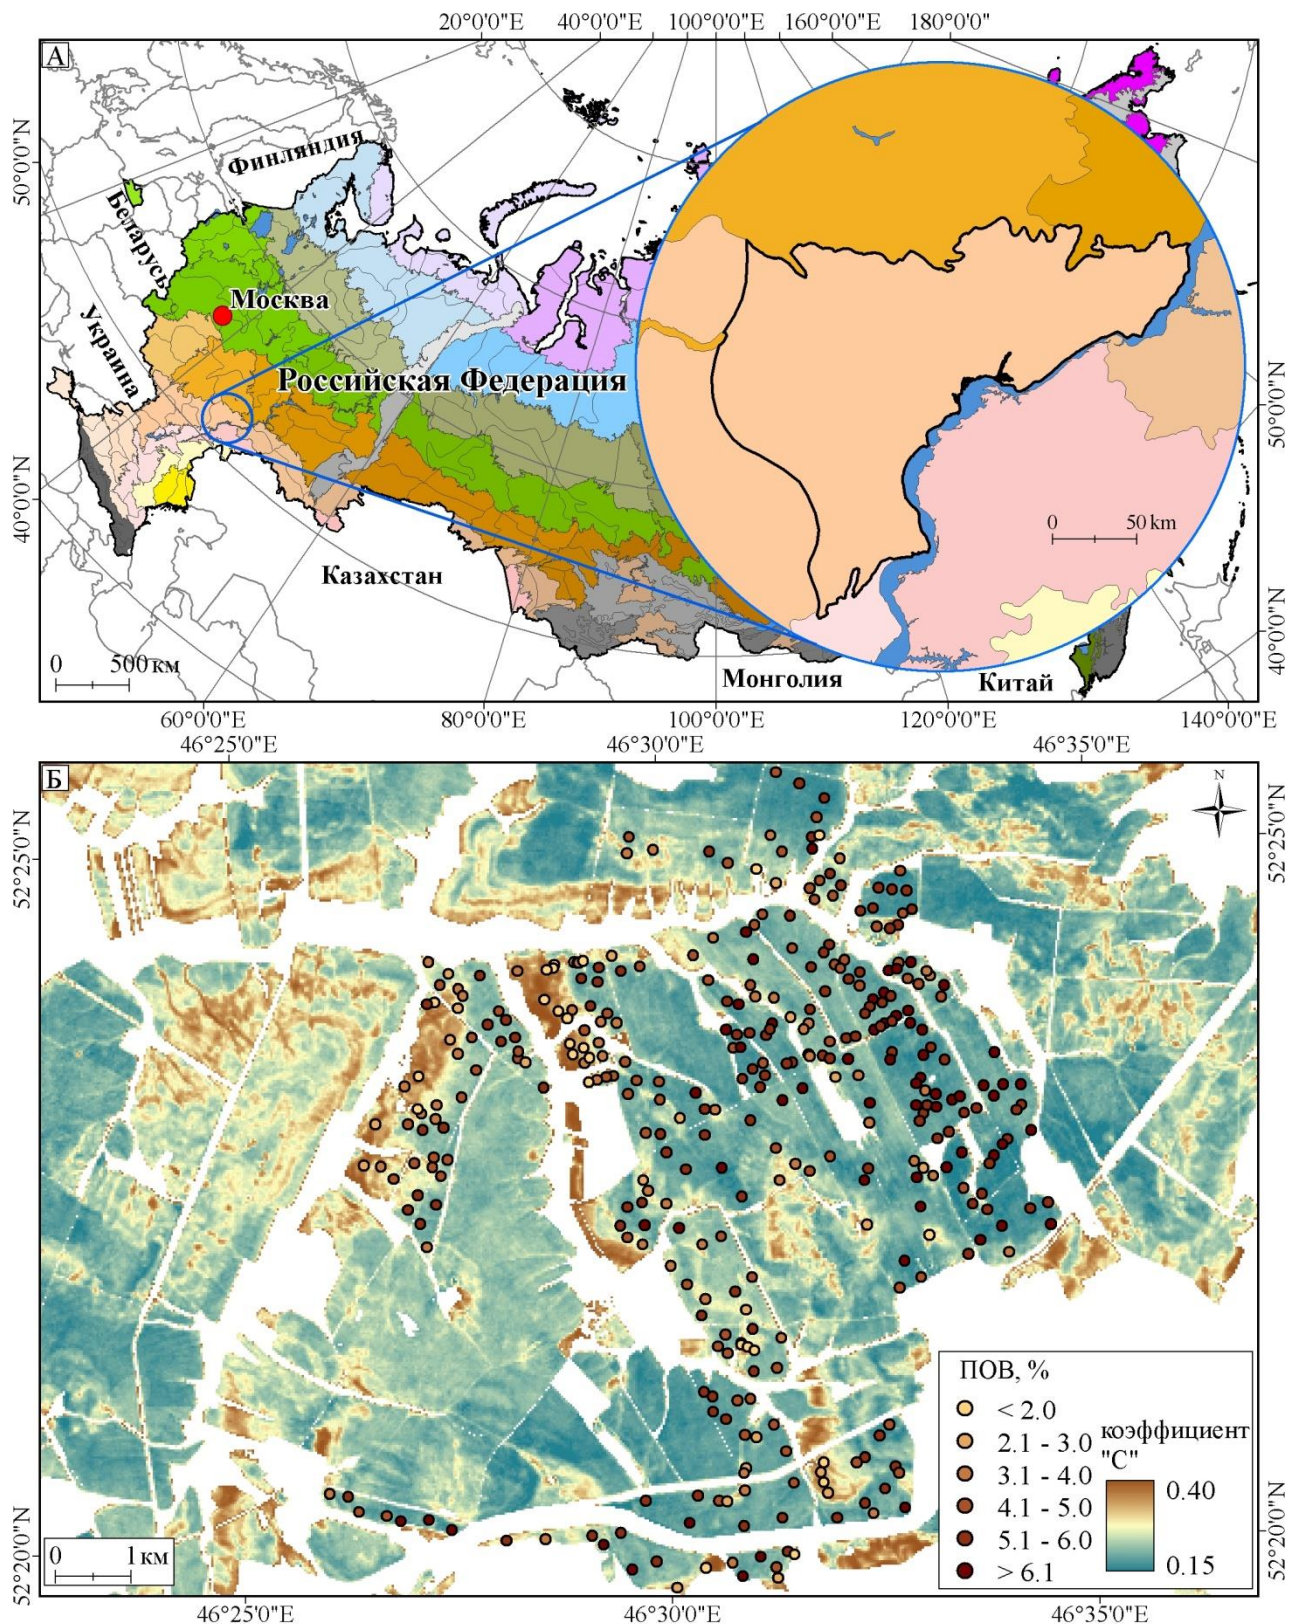 20°0'0"E 40°0'0"E 100°0'0"E 160°0'0"E 180°0'0"
А
50°0'0"N
Финляндия
Беларусь
Москва
Украина
Российская Федерация
50°0'0"N
40°0'0"N
0 50 km
Казахстан
40°0'0"N
0 500 км
Монголия
Китай
60°0'0"E 80°0'0"E 100°0'0"E 120°0'0"E 140°0'0"E
46°25'0"E 46°30'0"E 46°35'0"E
Б
N
52°25'0"N
52°25'0"N
ПОВ, %
< 2.0
2.1 - 3.0
3.1 - 4.0
4.1 - 5.0
5.1 - 6.0
> 6.1
коэффициент
"С"
0.40
0.15
52°20'0"N
52°20'0"N
0 1 км
46°25'0"E 46°30'0"E 46°35'0"E